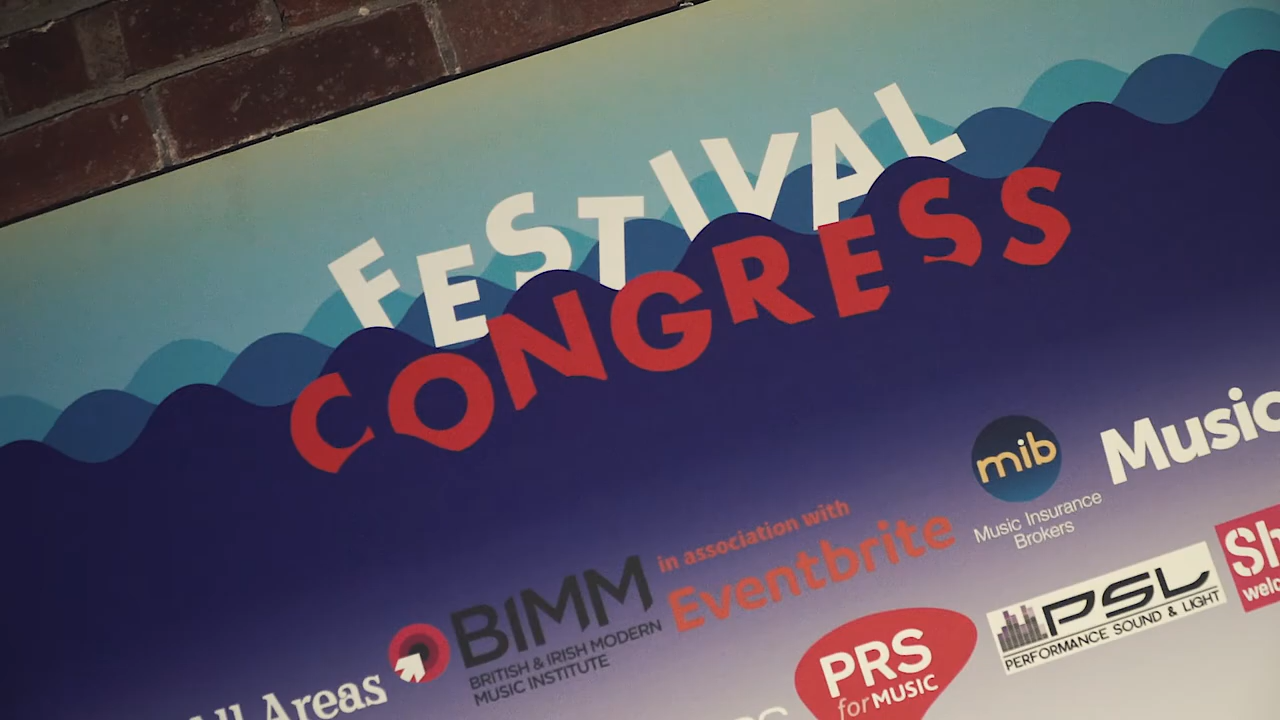 FESTIVAL
CONGRESS
in association with
Eventbrite
mib
Music Insurance
Brokers
Music
All Areas
BIMM
BRITISH & IRISH MODERN
MUSIC INSTITUTE
PRS
for MUSIC
PSL
PERFORMANCE SOUND & LIGHT